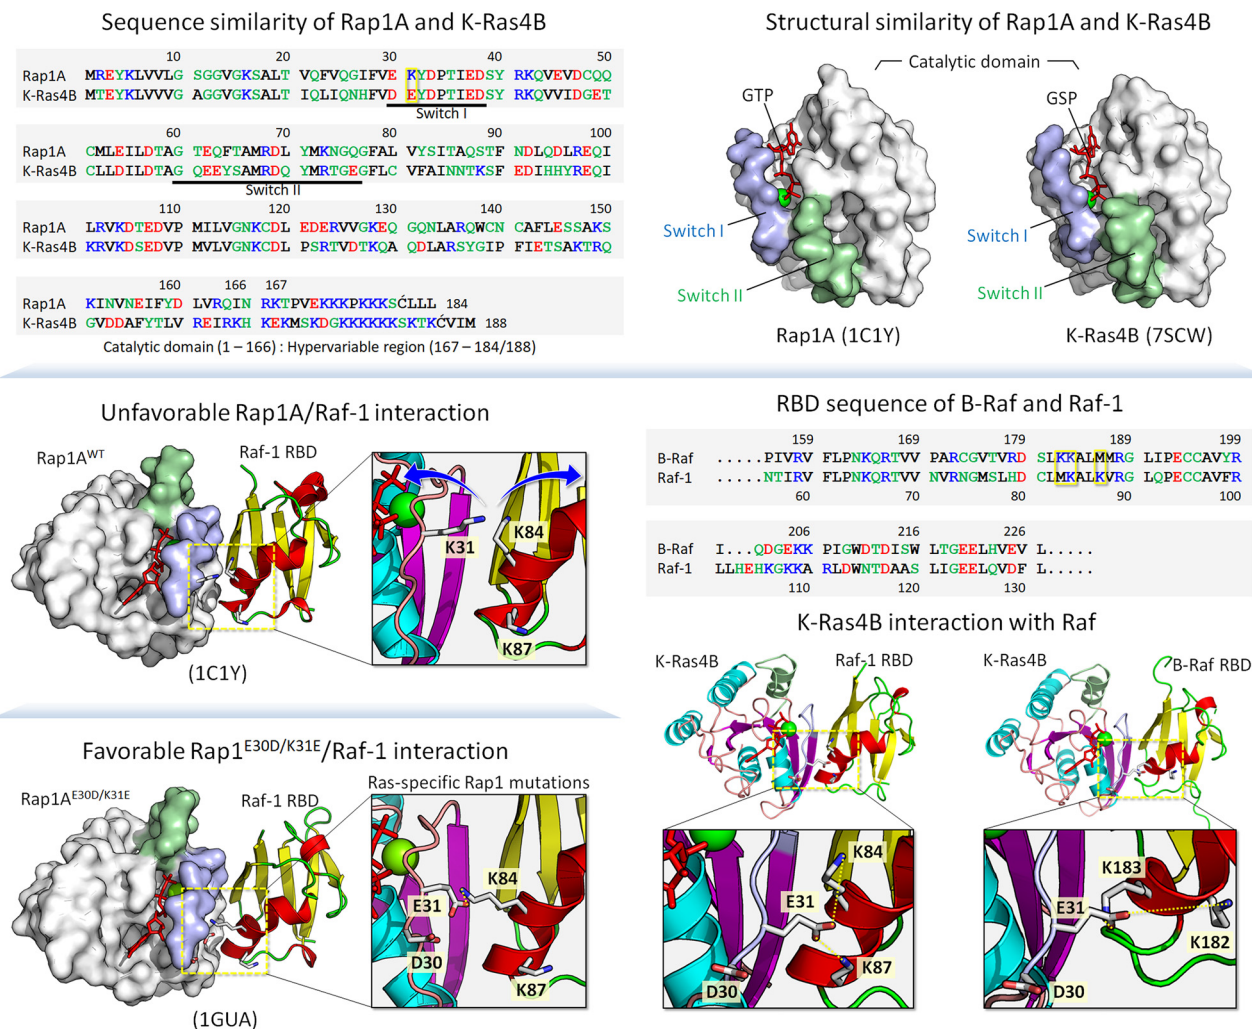 Sequence similarity of Rap1A and K-Ras4B
10 20 30 40 50
Rap1A MREYKLVVLG SGGVGKSALT VQFVQGIFVE KYDPTIEDSY RKQVEVDCQQ
K-Ras4B MTEYKLVVVG AGGVGKSALT IQLIQNHFVD EYDPTIEDSY RKQVVIDGET
Switch I
60 70 80 90 100
Rap1A CMLEILDTAG TEQFTAMRDL YMKNGQGFAL VYSITAQSTF NDLQDLREQI
K-Ras4B CLLDILDTAG QEEYSAMRDQ YMRTGEGFLC VFAINNTKSF EDIHHYREQI
Switch II
110 120 130 140 150
Rap1A LRVKDTEDVP MILVGNKCDL EDERVVGKEQ GQNLARQWCN CAFLESSAKS
K-Ras4B KRVKDSEDVP MVLVGNKCDL PSRTVDTKQA QDLARSYGIP FIETSAKTRQ
160 166 167
Rap1A KINVNEIFYD LVRQIN RKTPVEKKKPKKKSCLLL 184
K-Ras4B GVDDAFYTLV REIRKH KEKMSKDGKKKKKKSKTKCVIM 188
Catalytic domain (1 – 166) : Hypervariable region (167 – 184/188)
Structural similarity of Rap1A and K-Ras4B
Catalytic domain
GTP
GSP
Switch I
Switch I
Switch II
Switch II
Rap1A (1C1Y)
K-Ras4B (7SCW)
Unfavorable Rap1A/Raf-1 interaction
Rap1AWT
Raf-1 RBD
K31
K84
K87
(1C1Y)
Favorable Rap1E30D/K31E/Raf-1 interaction
Ras-specific Rap1 mutations
Rap1AE30D/K31E
Raf-1 RBD
K84
E31
D30
K87
(1GUA)
RBD sequence of B-Raf and Raf-1
159 169 179 189 199
B-Raf .....PIVRV FLPNKQRTVV PARCGVTVRD SLKKALMMRG LIPECCAVYR
Raf-1 .....NTIRV FLPNKQRTVV NVRNGMSLHD CLMKALKVRG LQPECCAVFR
60 70 80 90 100
206 216 226
B-Raf I...QDGEKK PIGWDTDISW LTGEELHVEV L.....
Raf-1 LLHEHKGKKA RLDWNTDAAS LIGEELQVDF L.....
110 120 130
K-Ras4B interaction with Raf
K-Ras4B
Raf-1 RBD
K-Ras4B
B-Raf RBD
K84
E31
K87
D30
K183
E31
K182
D30